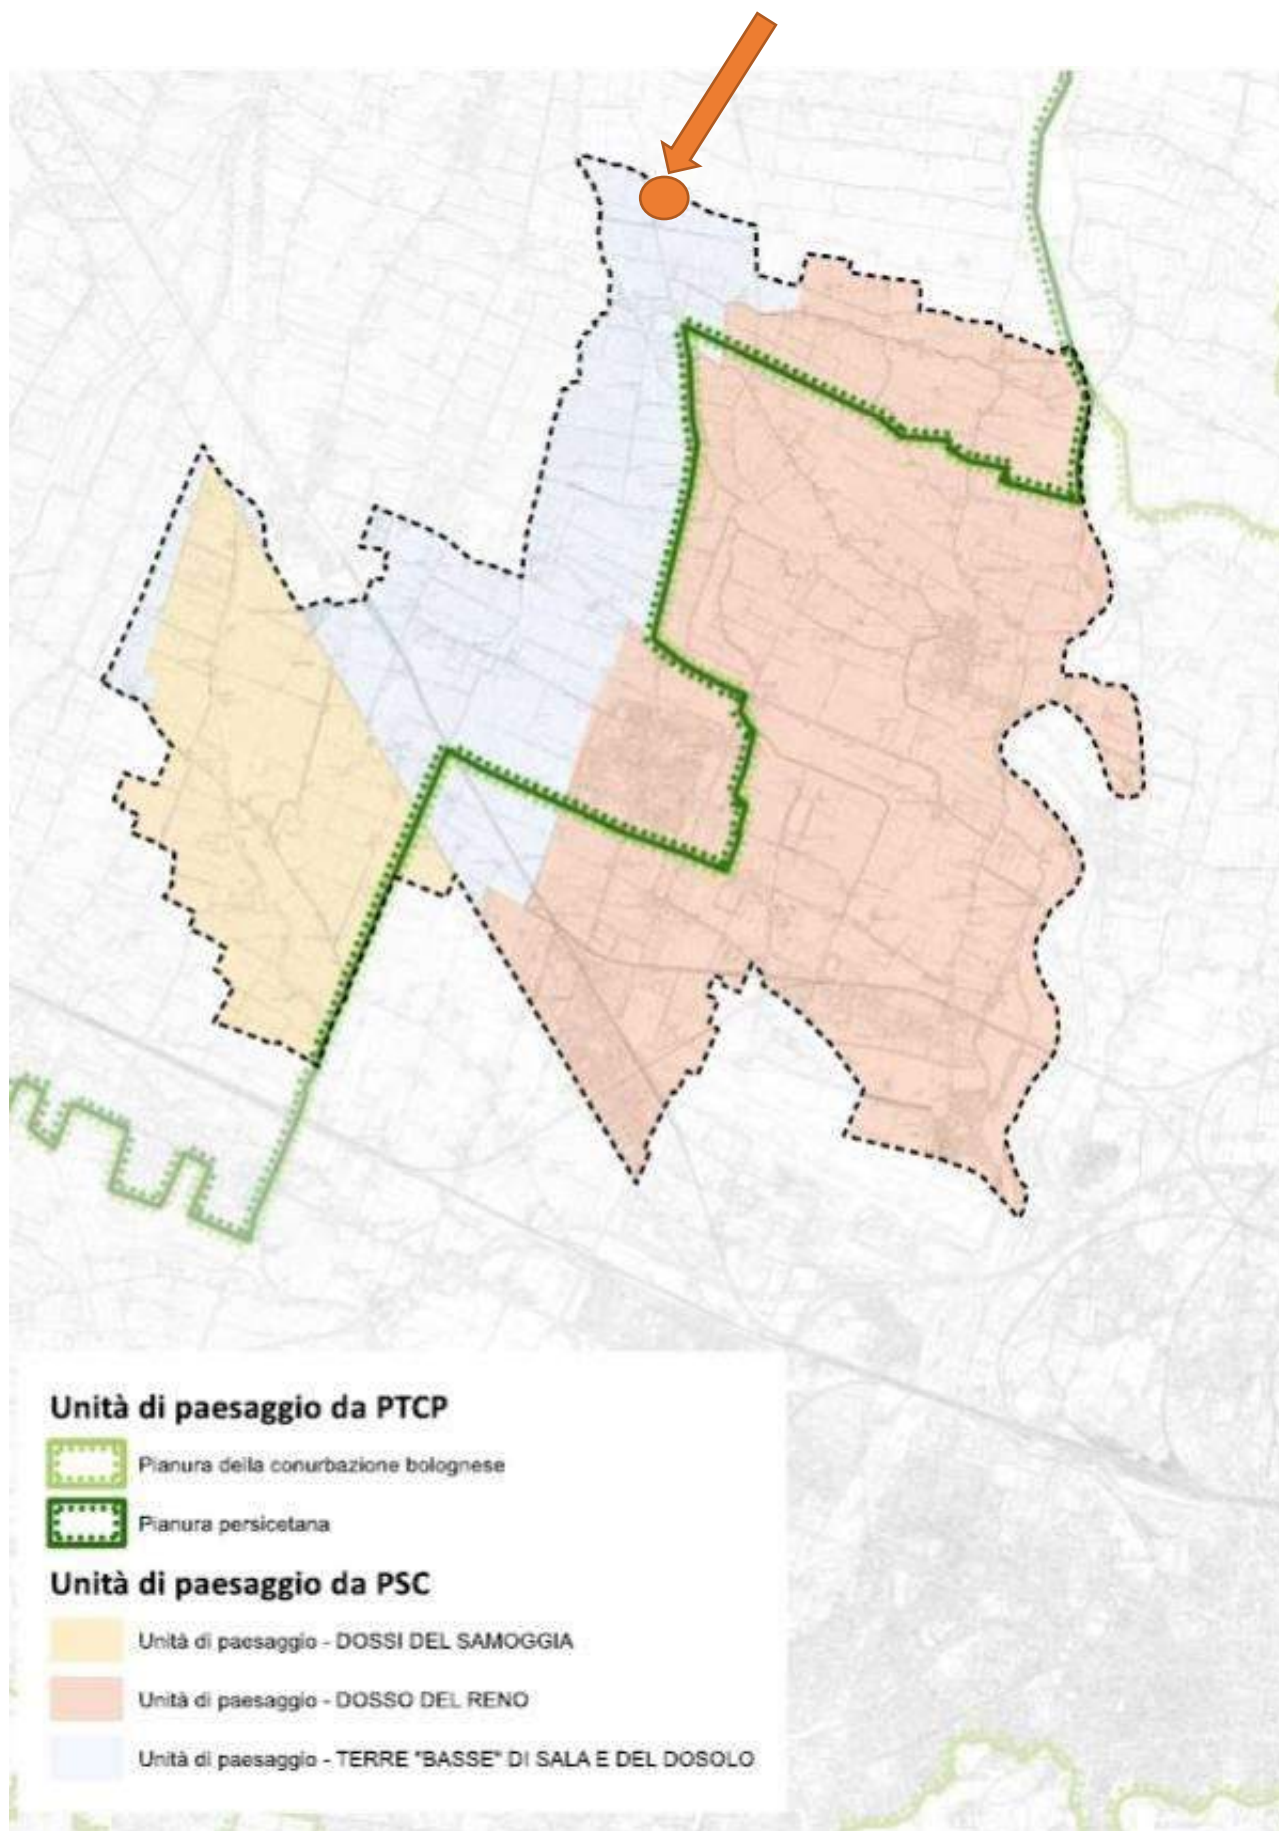 Unità di paesaggio da PTCP
Pianura della conurbazione bolognese
Pianura persicetana
Unità di paesaggio da PSC
Unità di paesaggio - DOSSI DEL SAMOGGIA
Unità di paesaggio - DOSSO DEL RENO
Unità di paesaggio - TERRE "BASSE" DI SALA E DEL DOSOLO